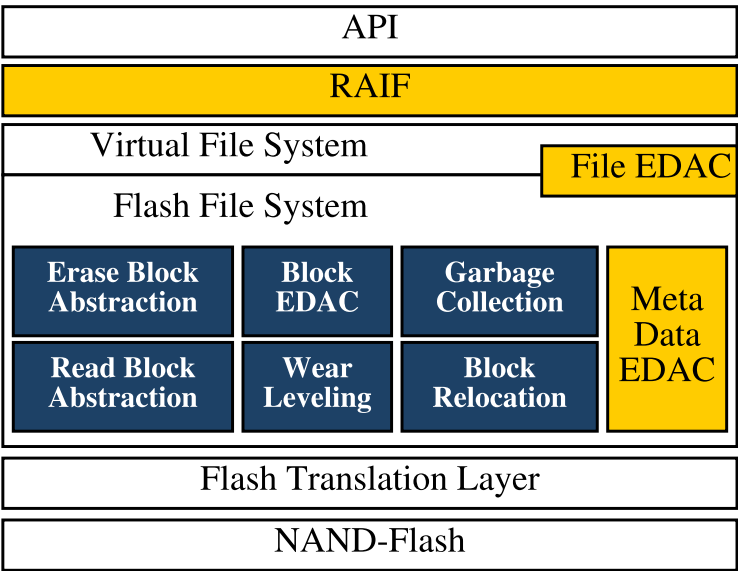 API
RAIF
Virtual File System
File EDAC
Flash File System
Erase Block
Abstraction
Block
EDAC
Garbage
Collection
Meta
Data
EDAC
Read Block
Abstraction
Wear
Leveling
Block
Relocation
Flash Translation Layer
NAND-Flash